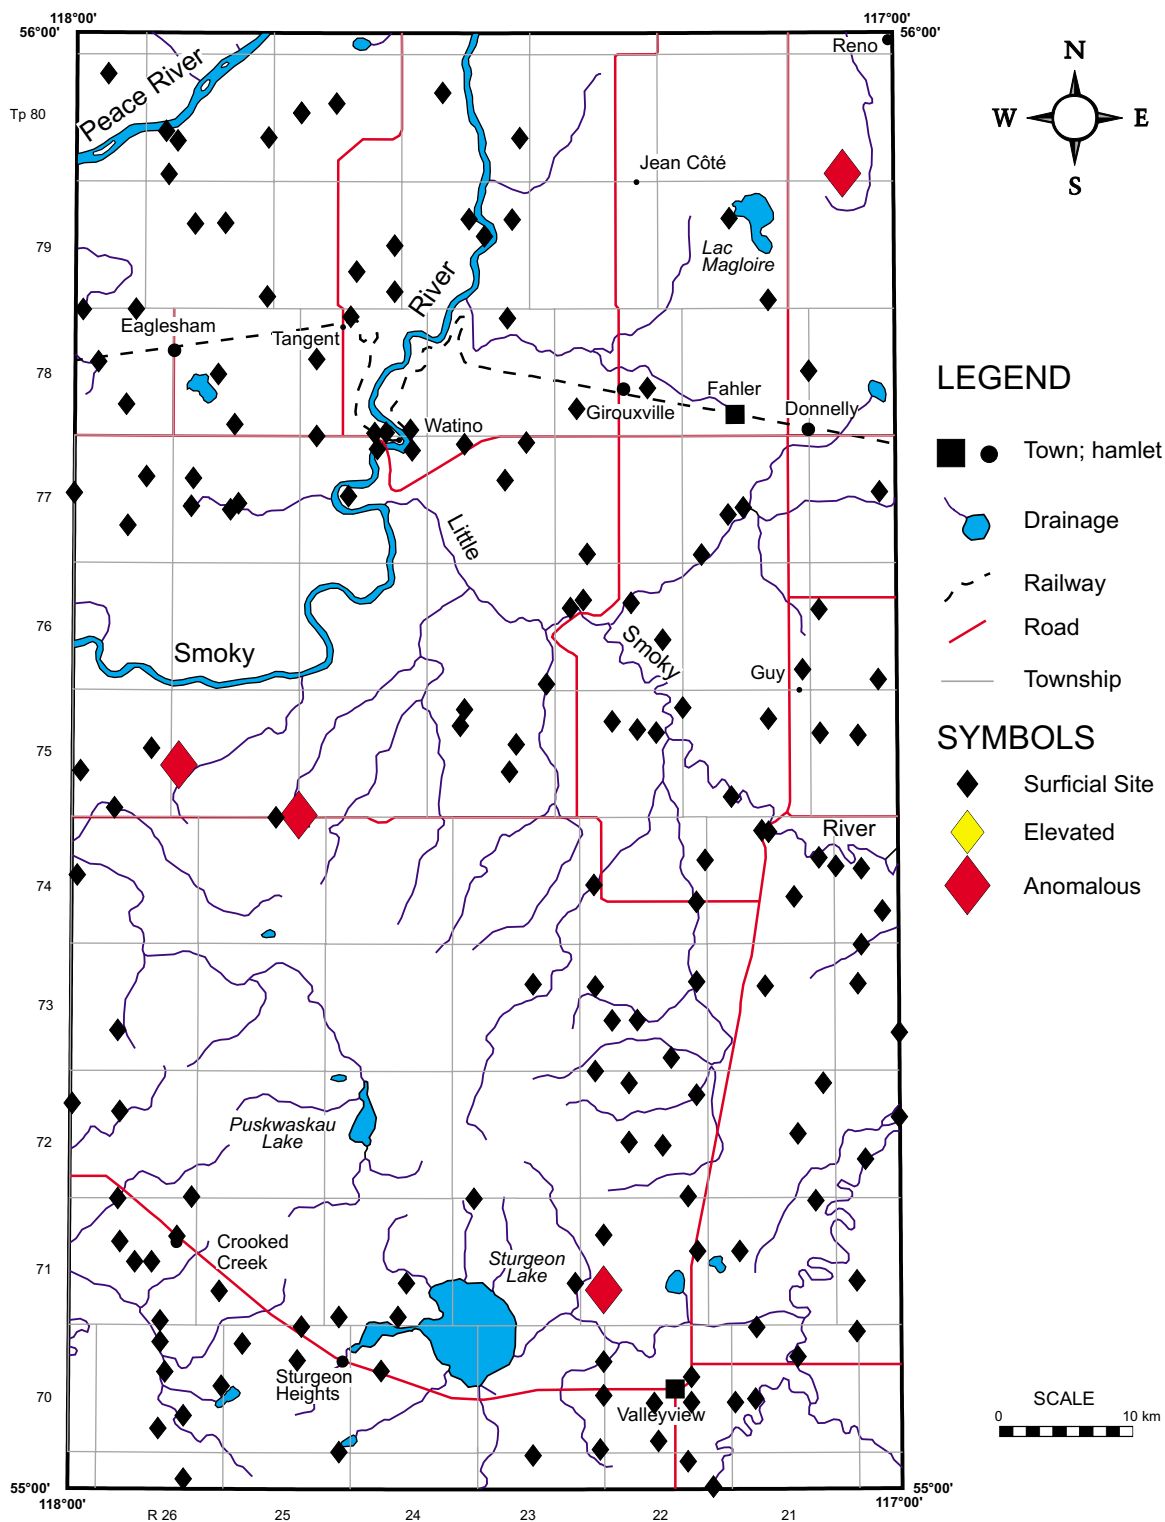 118°00'
117°00'
56°00'
56°00'
Reno
Peace River
N
W
E
S
Tp 80
Jean Côté
79
Lac
Magloire
River
Eaglesham
Tangent
78
Fahler
Girouxville
Donnelly
Watino
77
Little
76
Smoky
Smoky
Guy
75
River
74
73
Puskwaskau
Lake
72
Crooked
Creek
71
Sturgeon
Lake
Sturgeon
Heights
70
Valleyview
55°00'
118°00'
55°00'
117°00'
R 26
25
24
23
22
21
LEGEND
Town; hamlet
Drainage
Railway
Road
Township
SYMBOLS
Surficial Site
Elevated
Anomalous
SCALE
0
10 km